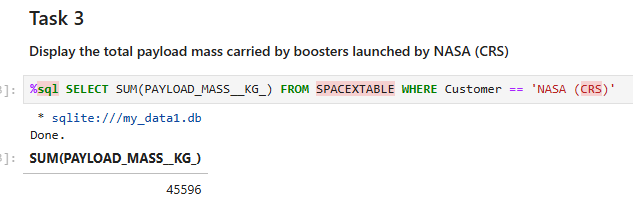 Task 3
Display the total payload mass carried by boosters launched by NASA (CRS)
]: %sql SELECT SUM(PAYLOAD_MASS__KG_) FROM SPACEXTABLE WHERE Customer == 'NASA (CRS)'
* sqlite:///my_data1.db
Done.
]: SUM(PAYLOAD_MASS__KG_)
45596